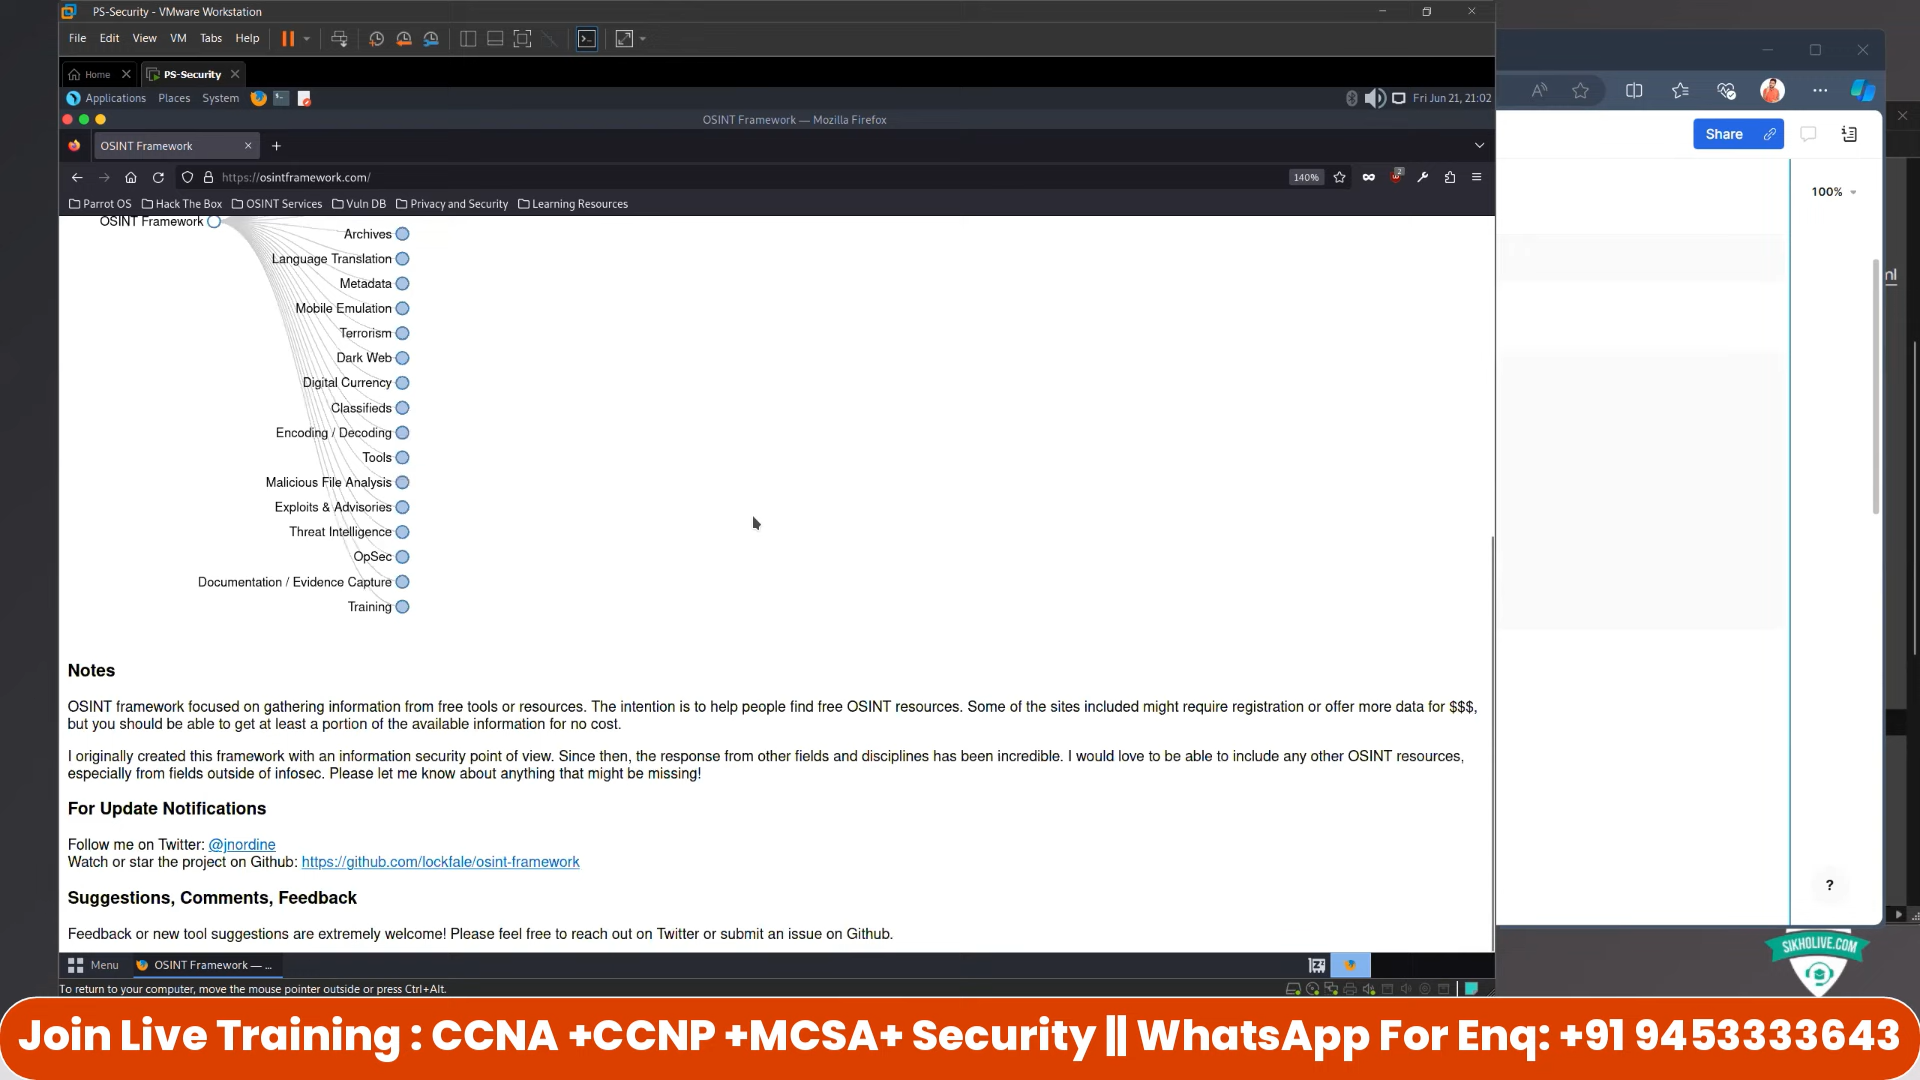 PS-Security - VMware Workstation
File Edit View VM Tabs Help
Home PS-Security
Applications Places System Fri Jun 21, 21:02
OSINT Framework — Mozilla Firefox
OSINT Framework
https://osintframework.com/ 140% 2
Parrot OS Hack The Box OSINT Services Vuln DB Privacy and Security Learning Resources
Share
100%
OSINT Framework
Archives
Language Translation
Metadata
Mobile Emulation
Terrorism
Dark Web
Digital Currency
Classifieds
Encoding / Decoding
Tools
Malicious File Analysis
Exploits & Advisories
Threat Intelligence
OpSec
Documentation / Evidence Capture
Training
Notes
OSINT framework focused on gathering information from free tools or resources. The intention is to help people find free OSINT resources. Some of the sites included might require registration or offer more data for $$$,
but you should be able to get at least a portion of the available information for no cost.
I originally created this framework with an information security point of view. Since then, the response from other fields and disciplines has been incredible. I would love to be able to include any other OSINT resources,
especially from fields outside of infosec. Please let me know about anything that might be missing!
For Update Notifications
Follow me on Twitter: @jnordine
Watch or star the project on Github: https://github.com/lockfale/osint-framework
Suggestions, Comments, Feedback
Feedback or new tool suggestions are extremely welcome! Please feel free to reach out on Twitter or submit an issue on Github.
?
Menu OSINT Framework — ...
To return to your computer, move the mouse pointer outside or press Ctrl+Alt.
SIKHOLIVE.COM
Join Live Training : CCNA +CCNP +MCSA+ Security || WhatsApp For Enq: +91 9453333643